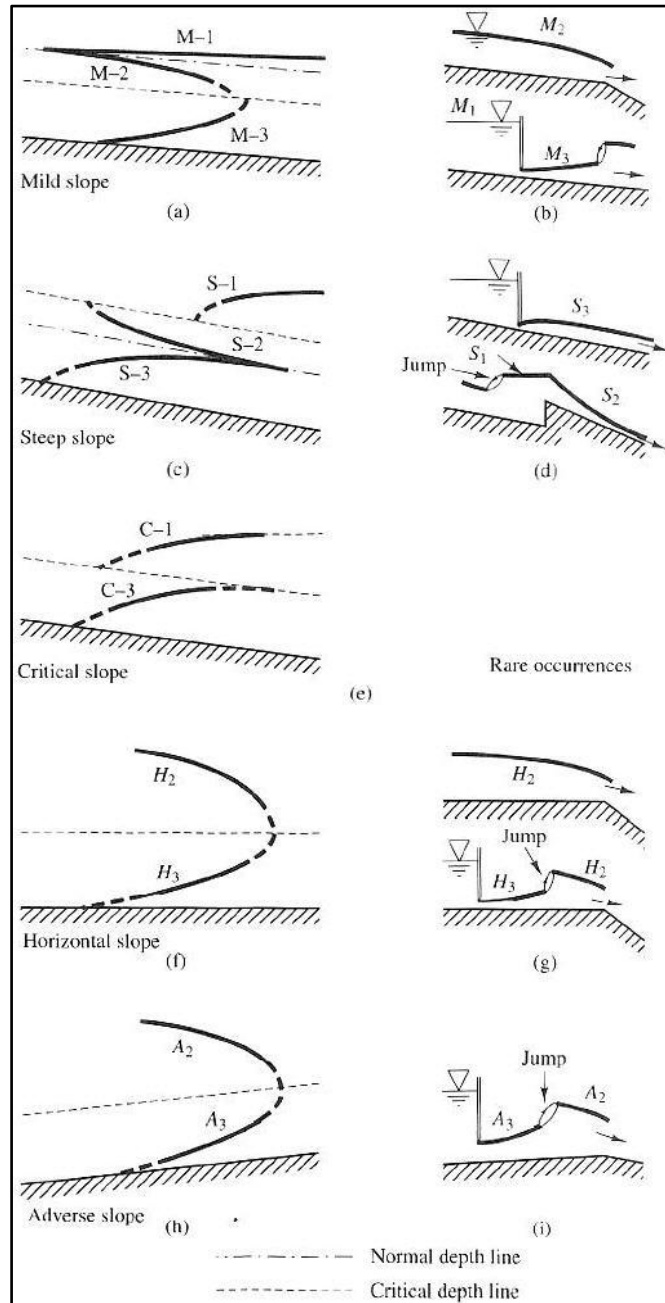 M–1
M–2
M–3
Mild slope
(a)
M2
M1
M3
(b)
S–1
S–2
S–3
Steep slope
(c)
S3
Jump
S1
S2
(d)
C–1
C–3
Critical slope
Rare occurrences
(e)
H2
H3
Horizontal slope
(f)
H2
Jump
H3
H2
(g)
A2
A3
Adverse slope
(h)
Jump
A3
A2
(i)
Normal depth line
Critical depth line